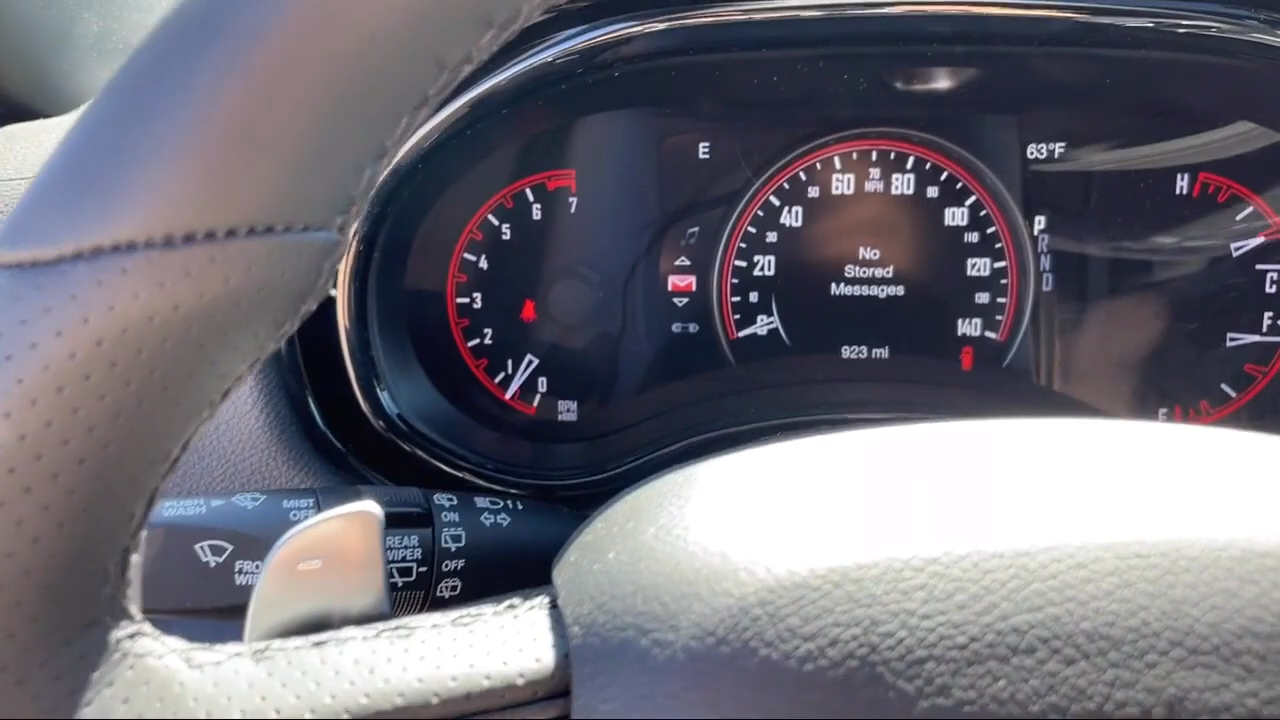 E
63°F
7
6
5
4
3
2
1
0
RPM
x1000
0
10
20
30
40
50
60
70
MPH
80
90
100
110
120
130
140
No
Stored
Messages
923 mi
P
R
N
D
H
C
F
E
PUSH
WASH
MIST
OFF
REAR
WIPER
ON
OFF